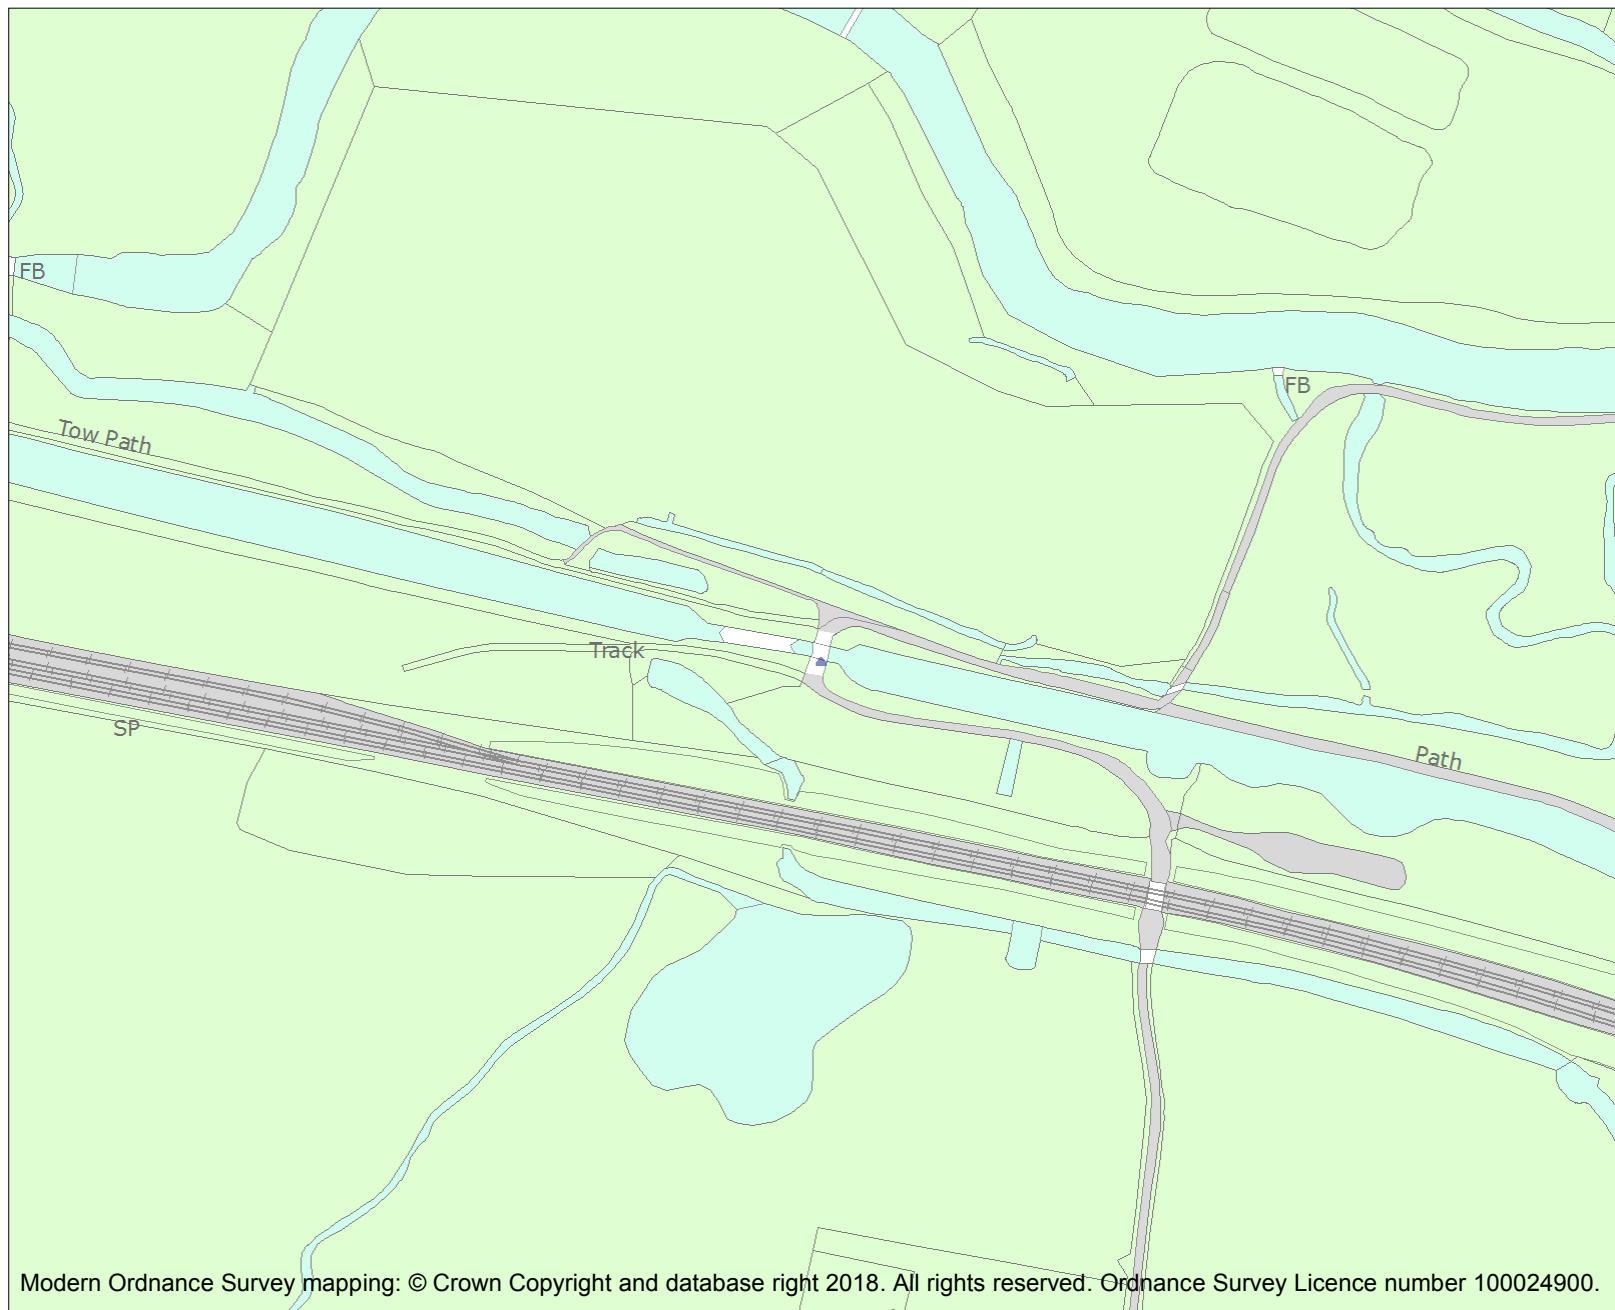 FB
FB
Tow Path
Track
SP
Path
Modern Ordnance Survey mapping: © Crown Copyright and database right 2018. All rights reserved. Ordnance Survey Licence number 100024900.